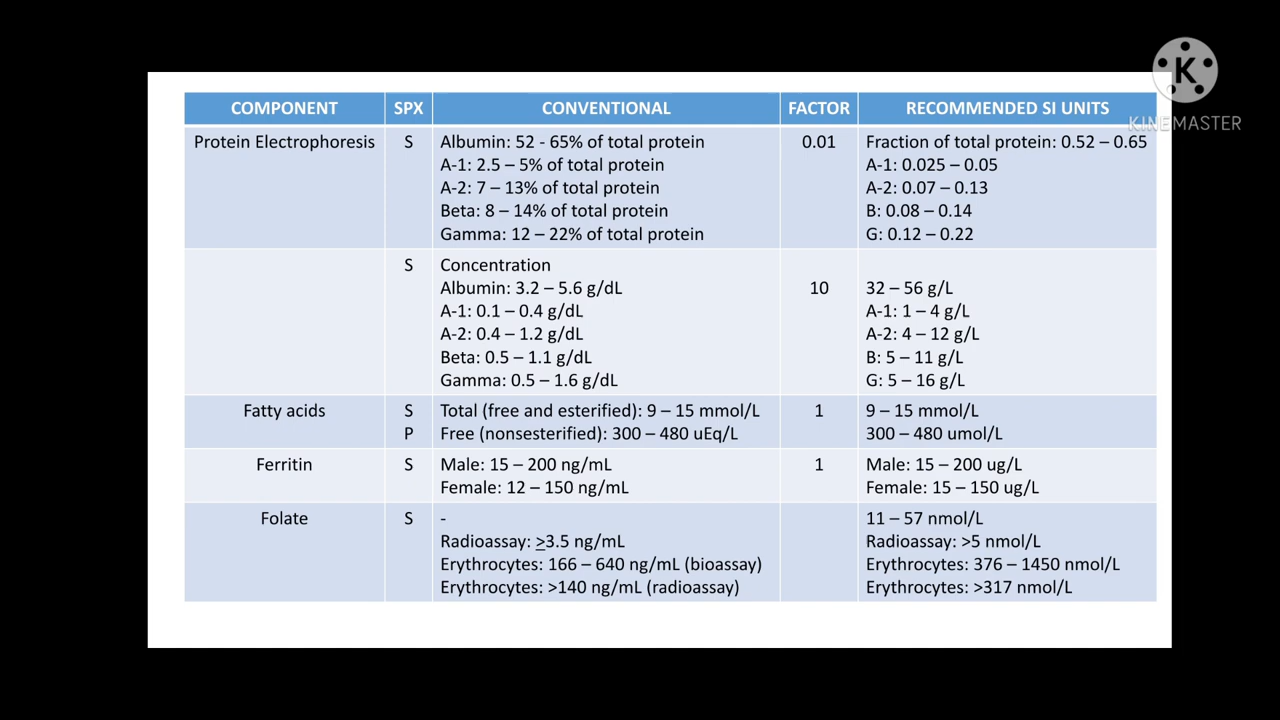 COMPONENT SPX CONVENTIONAL FACTOR RECOMMENDED SI UNITS
K
KINEMASTER
Protein Electrophoresis S Albumin: 52 - 65% of total protein 0.01 Fraction of total protein: 0.52 – 0.65
A-1: 2.5 – 5% of total protein A-1: 0.025 – 0.05
A-2: 7 – 13% of total protein A-2: 0.07 – 0.13
Beta: 8 – 14% of total protein B: 0.08 – 0.14
Gamma: 12 – 22% of total protein G: 0.12 – 0.22
S Concentration
Albumin: 3.2 – 5.6 g/dL 10 32 – 56 g/L
A-1: 0.1 – 0.4 g/dL A-1: 1 – 4 g/L
A-2: 0.4 – 1.2 g/dL A-2: 4 – 12 g/L
Beta: 0.5 – 1.1 g/dL B: 5 – 11 g/L
Gamma: 0.5 – 1.6 g/dL G: 5 – 16 g/L
Fatty acids S Total (free and esterified): 9 – 15 mmol/L 1 9 – 15 mmol/L
P Free (nonsesterified): 300 – 480 uEq/L 300 – 480 umol/L
Ferritin S Male: 15 – 200 ng/mL 1 Male: 15 – 200 ug/L
Female: 12 – 150 ng/mL Female: 15 – 150 ug/L
Folate S - 11 – 57 nmol/L
Radioassay: ≥3.5 ng/mL Radioassay: >5 nmol/L
Erythrocytes: 166 – 640 ng/mL (bioassay) Erythrocytes: 376 – 1450 nmol/L
Erythrocytes: >140 ng/mL (radioassay) Erythrocytes: >317 nmol/L